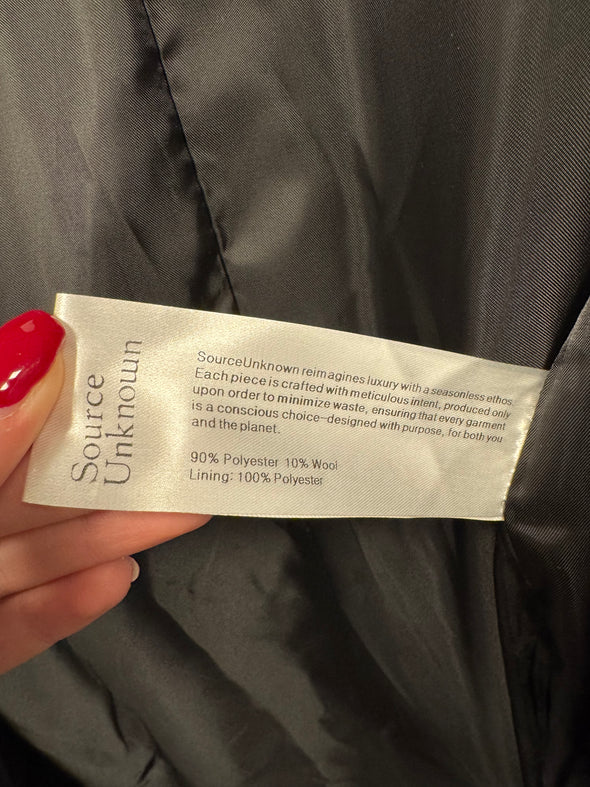 Source
Unknown
SourceUnknown reimagines luxury with a seasonless ethos.
Each piece is crafted with meticulous intent, produced only
upon order to minimize waste, ensuring that every garment
is a conscious choice–designed with purpose, for both you
and the planet.
90% Polyester 10% Wool
Lining: 100% Polyester